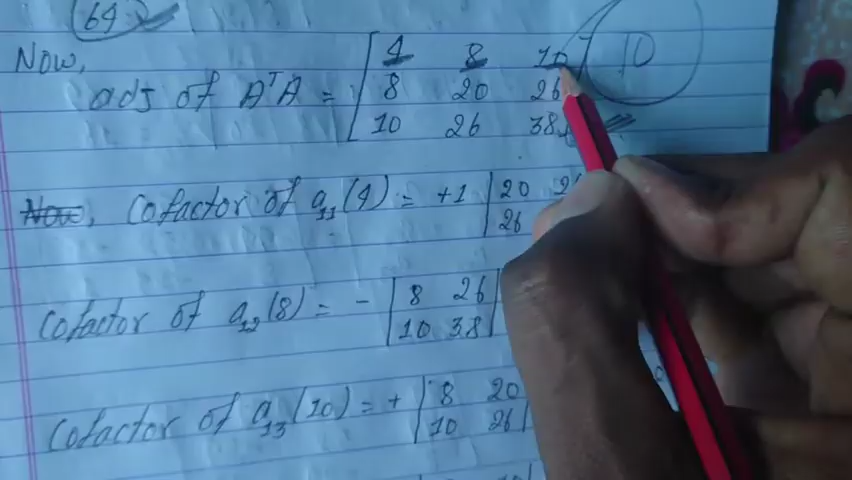 64
Now,
adj of AᵀA = [ 4 8 10
8 20 26
10 26 38 ]
10
Now, Cofactor of a₁₁(4) = +1 | 20 26
26
Cofactor of a₁₂(8) = - | 8 26 |
| 10 38 |
Cofactor of a₁₃(10) = + | 8 20
10 26 |